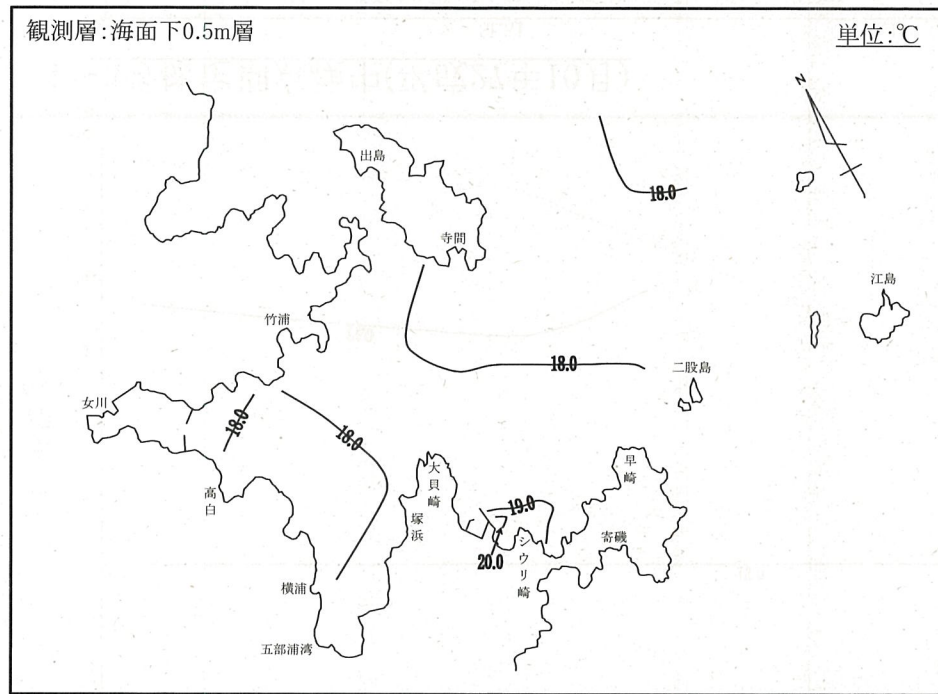 観測層:海面下0.5m層
単位:℃
N
出島
18.0
寺間
江島
竹浦
18.0
二股島
女川
18.0
18.0
大貝崎
早崎
高白
塚浜
19.0
寄磯
20.0
シウリ崎
横浦
五部浦湾